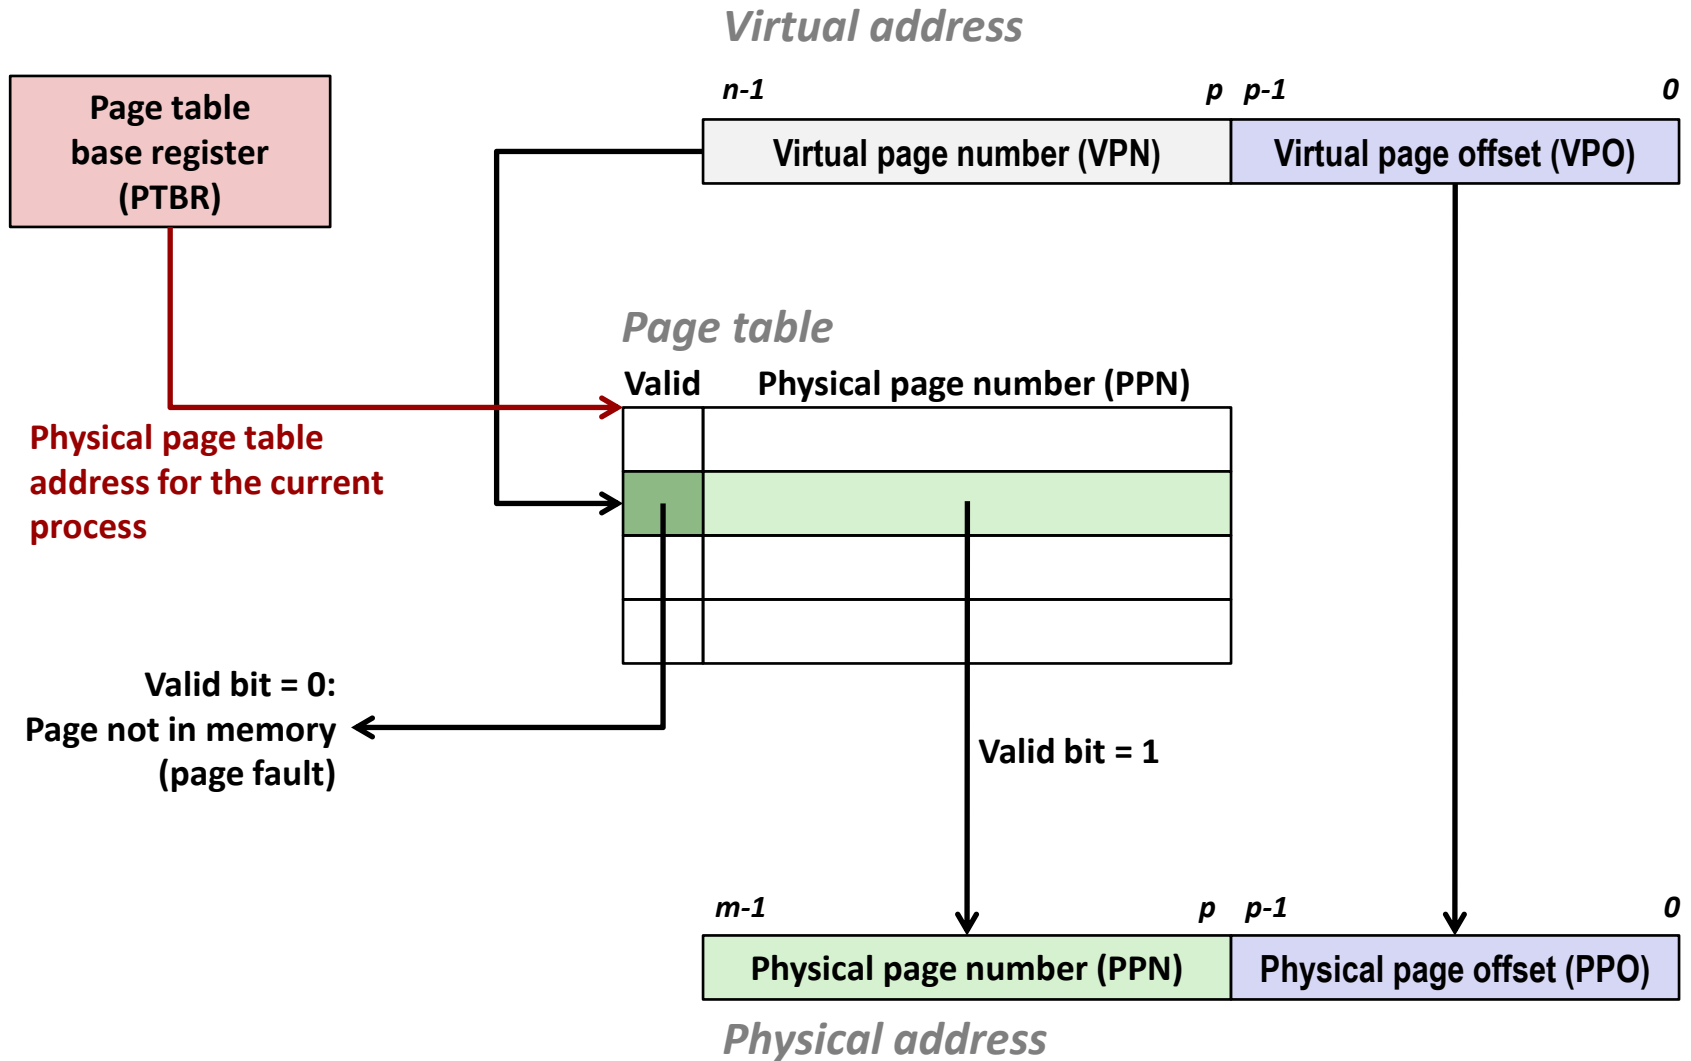 Virtual address
Page table
base register
(PTBR)
n-1
p
p-1
0
Virtual page number (VPN)
Virtual page offset (VPO)
Page table
Valid
Physical page number (PPN)
Physical page table
address for the current
process
Valid bit = 0:
Page not in memory
(page fault)
Valid bit = 1
m-1
p
p-1
0
Physical page number (PPN)
Physical page offset (PPO)
Physical address